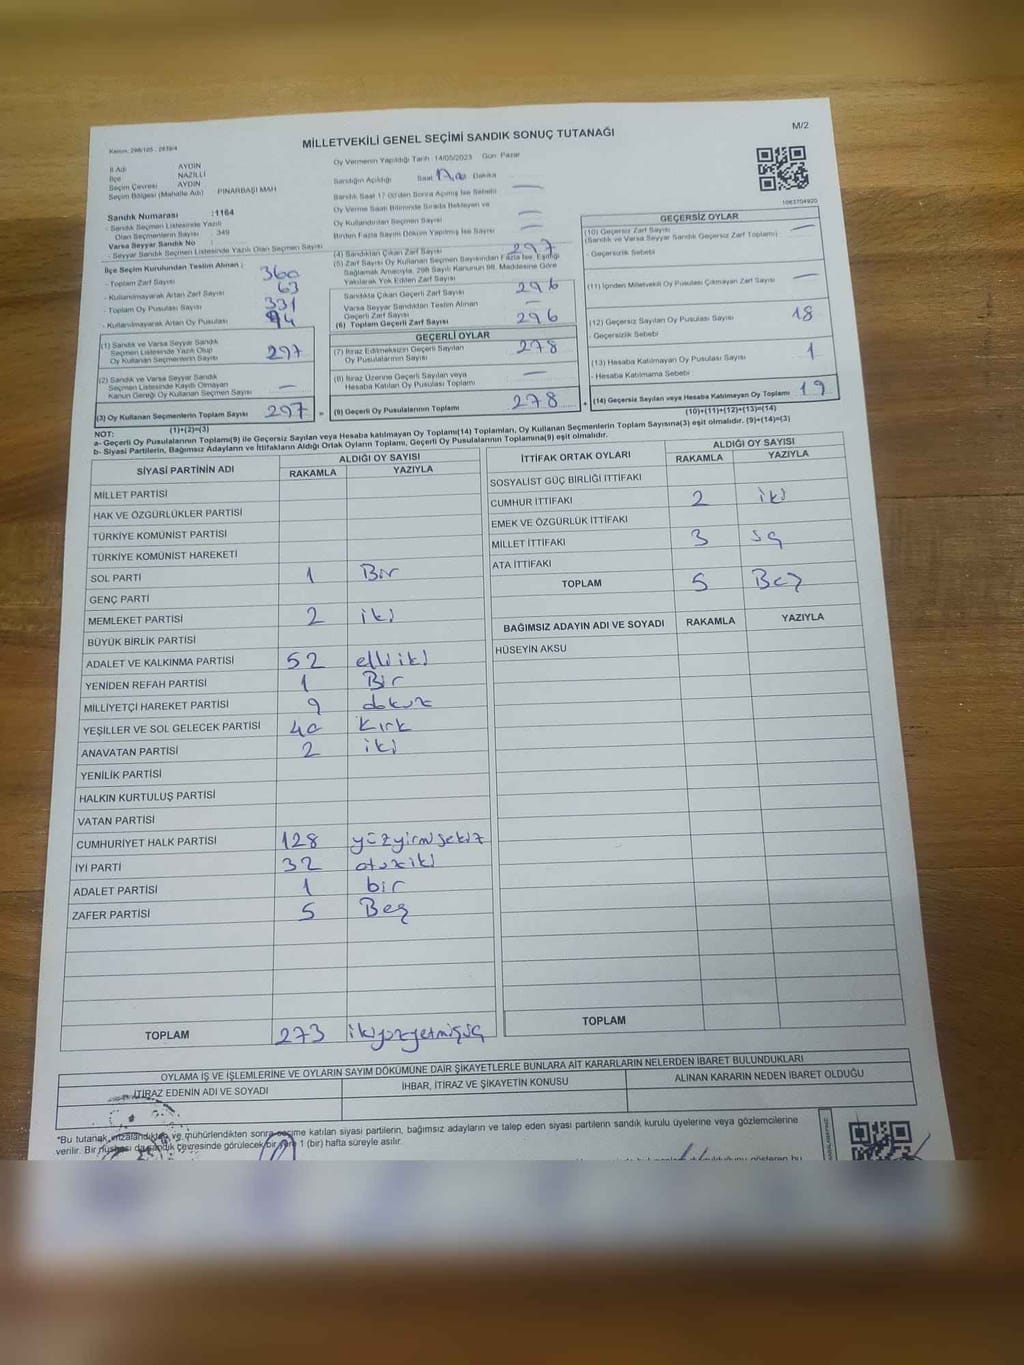 MİLLETVEKİLİ GENEL SEÇİMİ SANDIK SONUÇ TUTANAĞI
M/2
İl Adı AYDIN
İlçe NAZİLLİ
Seçim Çevresi AYDIN
Seçim Bölgesi (Mahalle Adı) PINARBAŞI MAH
Oy Vermenin Yapıldığı Tarih : 14/05/2023 Gün: Pazar
Sandığın Açıldığı Saat Dakika
Sandık Saat 17:00'den Sonra Açılmış İse Sebebi
Oy Verme Saati Bitiminde Sırada Bekleyen ve
Oy Kullandırılan Seçmen Sayısı
Birden Fazla Sayım Döküm Yapılmış İse Sayısı
1083704920
Sandık Numarası :1164
- Sandık Seçmen Listesinde Yazılı
Olan Seçmenlerin Sayısı : 349
Varsa Seyyar Sandık No :
- Seyyar Sandık Seçmen Listesinde Yazılı Olan Seçmen Sayısı
İlçe Seçim Kurulundan Teslim Alınan ;
- Toplam Zarf Sayısı 360
- Kullanılmayarak Artan Zarf Sayısı 63
- Toplam Oy Pusulası Sayısı 331
- Kullanılmayarak Artan Oy Pusulası
(1) Sandık ve Varsa Seyyar Sandık
Seçmen Listesinde Yazılı Olup
Oy Kullanan Seçmenlerin Sayısı 297
(2) Sandık ve Varsa Seyyar Sandık
Seçmen Listesinde Kayıtlı Olmayan
Kanun Gereği Oy Kullanan Seçmen Sayısı —
(3) Oy Kullanan Seçmenlerin Toplam Sayısı 297
(1)+(2)=(3)
(4) Sandıktan Çıkan Zarf Sayısı 297
(5) Zarf Sayısı Oy Kullanan Seçmen Sayısından Fazla İse, Eşitliği
Sağlamak Amacıyla, 298 Sayılı Kanunun 98. Maddesine Göre
Yakılarak Yok Edilen Zarf Sayısı
Sandıkta Çıkan Geçerli Zarf Sayısı 296
Varsa Seyyar Sandıktan Teslim Alınan
Geçerli Zarf Sayısı —
(6) Toplam Geçerli Zarf Sayısı 296
GEÇERLİ OYLAR
(7) İtiraz Edilmeksizin Geçerli Sayılan
Oy Pusulasının Sayısı 278
(8) İtiraz Üzerine Geçerli Sayılan veya
Hesaba Katılan Oy Pusulası Toplamı —
= (9) Geçerli Oy Pusulalarının Toplamı 278
GEÇERSİZ OYLAR
(10) Geçersiz Zarf Sayısı
(Sandık ve Varsa Seyyar Sandık Geçersiz Zarf Toplamı) —
- Geçersizlik Sebebi
(11) İçinden Milletvekili Oy Pusulası Çıkmayan Zarf Sayısı —
(12) Geçersiz Sayılan Oy Pusulası Sayısı 18
Geçersizlik Sebebi
(13) Hesaba Katılmayan Oy Pusulası Sayısı 1
- Hesaba Katılmama Sebebi
+ (14) Geçersiz Sayılan veya Hesaba Katılmayan Oy Toplamı 19
(10)+(11)+(12)+(13)=(14)
NOT:
a- Geçerli Oy Pusulalarının Toplamı(9) ile Geçersiz Sayılan veya Hesaba katılmayan Oy Toplamı(14) Toplamları, Oy Kullanan Seçmenlerin Toplam Sayısına(3) eşit olmalıdır. (9)+(14)=(3)
b- Siyasi Partilerin, Bağımsız Adayların ve İttifakların Aldığı Ortak Oyların Toplamı, Geçerli Oy Pusulalarının Toplamına(9) eşit olmalıdır.
SİYASİ PARTİNİN ADI
ALDIĞI OY SAYISI
RAKAMLA YAZIYLA
MİLLET PARTİSİ
HAK VE ÖZGÜRLÜKLER PARTİSİ
TÜRKİYE KOMÜNİST PARTİSİ
TÜRKİYE KOMÜNİST HAREKETİ
SOL PARTİ 1 Bir
GENÇ PARTİ
MEMLEKET PARTİSİ 2 iki
BÜYÜK BİRLİK PARTİSİ
ADALET VE KALKINMA PARTİSİ 52 elliiki
YENİDEN REFAH PARTİSİ 1 Bir
MİLLİYETÇİ HAREKET PARTİSİ 9 dokuz
YEŞİLLER VE SOL GELECEK PARTİSİ 40 kırk
ANAVATAN PARTİSİ 2 iki
YENİLİK PARTİSİ
HALKIN KURTULUŞ PARTİSİ
VATAN PARTİSİ
CUMHURİYET HALK PARTİSİ 128 yüzyirmisekiz
İYİ PARTİ 32 otuziki
ADALET PARTİSİ 1 bir
ZAFER PARTİSİ 5 Beş
TOPLAM 273 ikiyüzyetmişüç
İTTİFAK ORTAK OYLARI
ALDIĞI OY SAYISI
RAKAMLA YAZIYLA
SOSYALİST GÜÇ BİRLİĞİ İTTİFAKI
CUMHUR İTTİFAKI 2 iki
EMEK VE ÖZGÜRLÜK İTTİFAKI
MİLLET İTTİFAKI 3
ATA İTTİFAKI
TOPLAM 5 Beş
BAĞIMSIZ ADAYIN ADI VE SOYADI RAKAMLA YAZIYLA
HÜSEYİN AKSU
TOPLAM
OYLAMA İŞ VE İŞLEMLERİNE VE OYLARIN SAYIM DÖKÜMÜNE DAİR ŞİKAYETLERLE BUNLARA AİT KARARLARIN NELERDEN İBARET BULUNDUKLARI
İTİRAZ EDENİN ADI VE SOYADI İHBAR, İTİRAZ VE ŞİKAYETİN KONUSU ALINAN KARARIN NEDEN İBARET OLDUĞU
"Bu tutanak, imzalandıktan ve mühürlendikten sonra seçime katılan siyasi partilerin, bağımsız adayların ve talep eden siyasi partilerin sandık kurulu üyelerine veya gözlemcilerine
verilir. Bir nüshası da sandık çevresinde görülecek bir yere 1 (bir) hafta süreyle asılır.